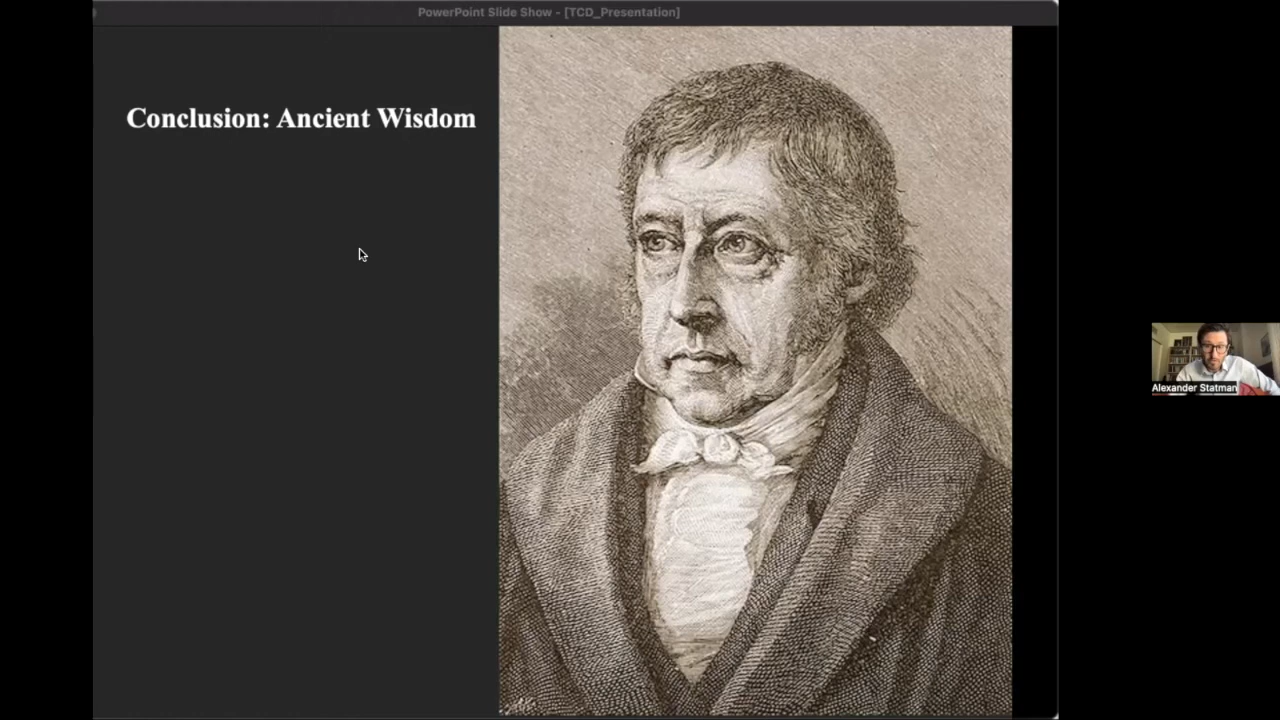 PowerPoint Slide Show - [TCD_Presentation]
Conclusion: Ancient Wisdom
Alexander Statman